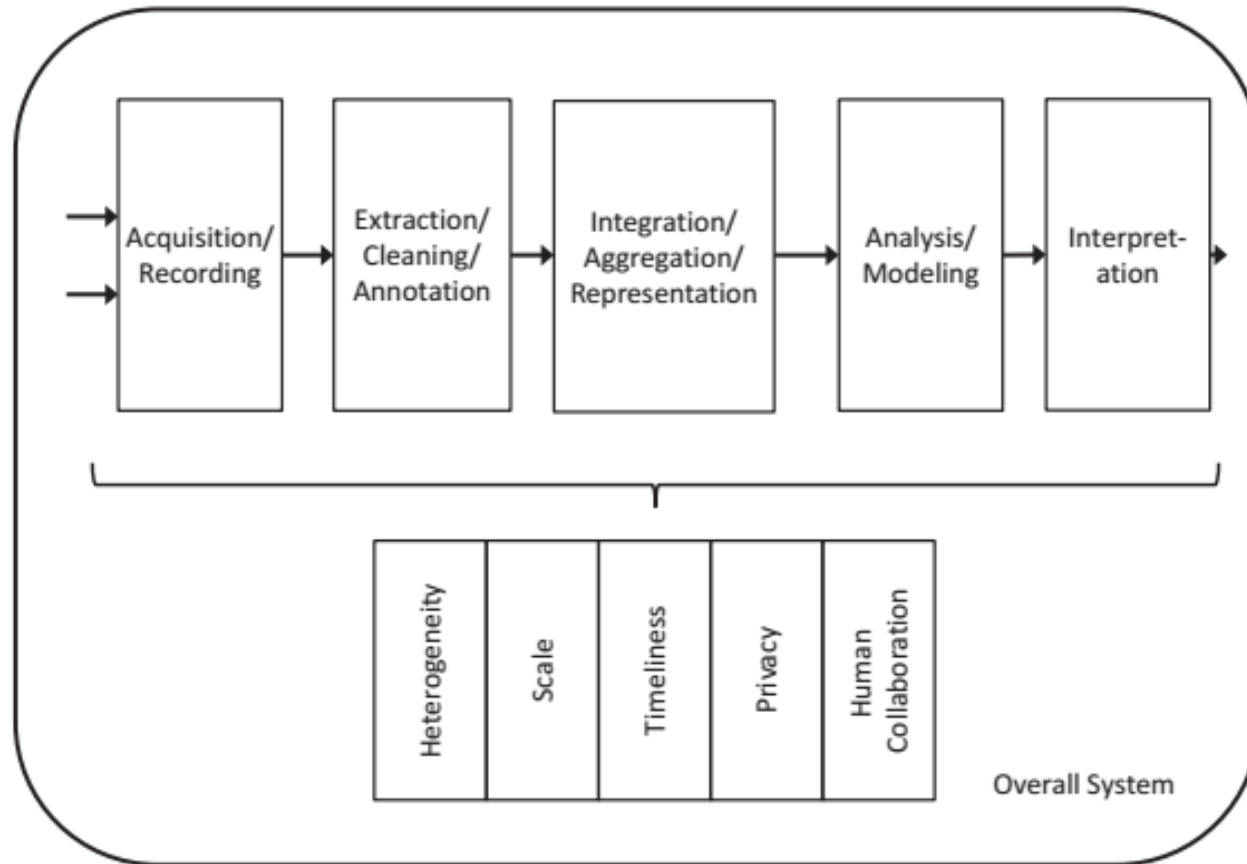 Acquisition/
Recording
Extraction/
Cleaning/
Annotation
Integration/
Aggregation/
Representation
Analysis/
Modeling
Interpret-
ation
Heterogeneity
Scale
Timeliness
Privacy
Human
Collaboration
Overall System